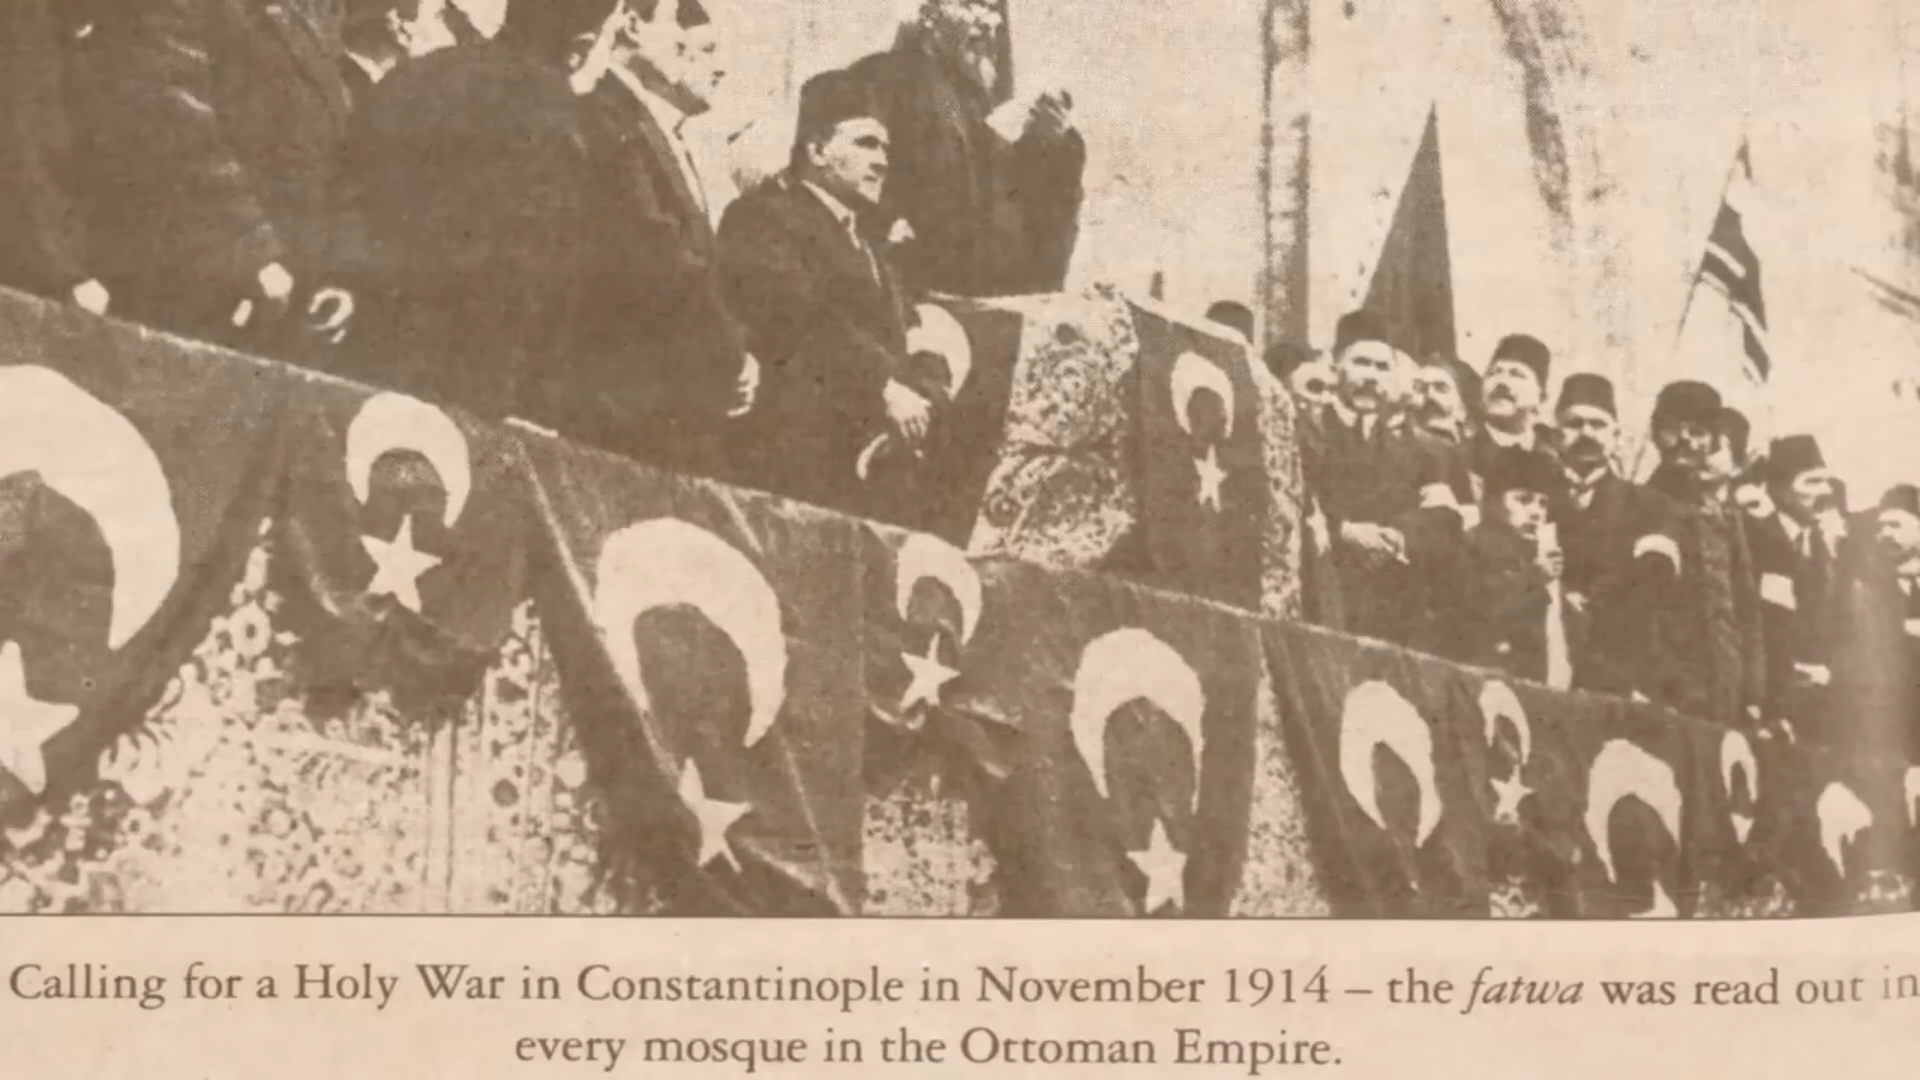 Calling for a Holy War in Constantinople in November 1914 – the fatwa was read out in
every mosque in the Ottoman Empire.